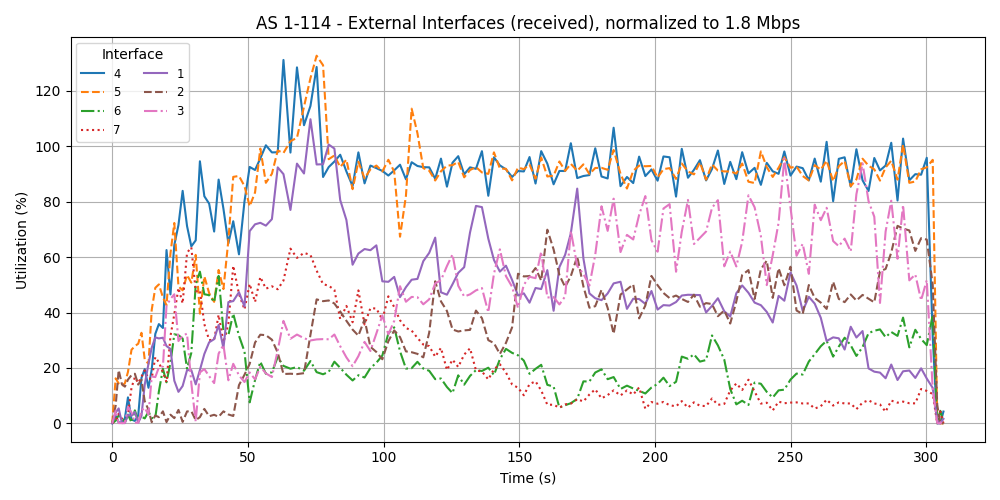 AS 1-114 - External Interfaces (received), normalized to 1.8 Mbps
Interface
4 1
5 2
6 3
7
Utilization (%)
120
100
80
60
40
20
0
0 50 100 150 200 250 300
Time (s)